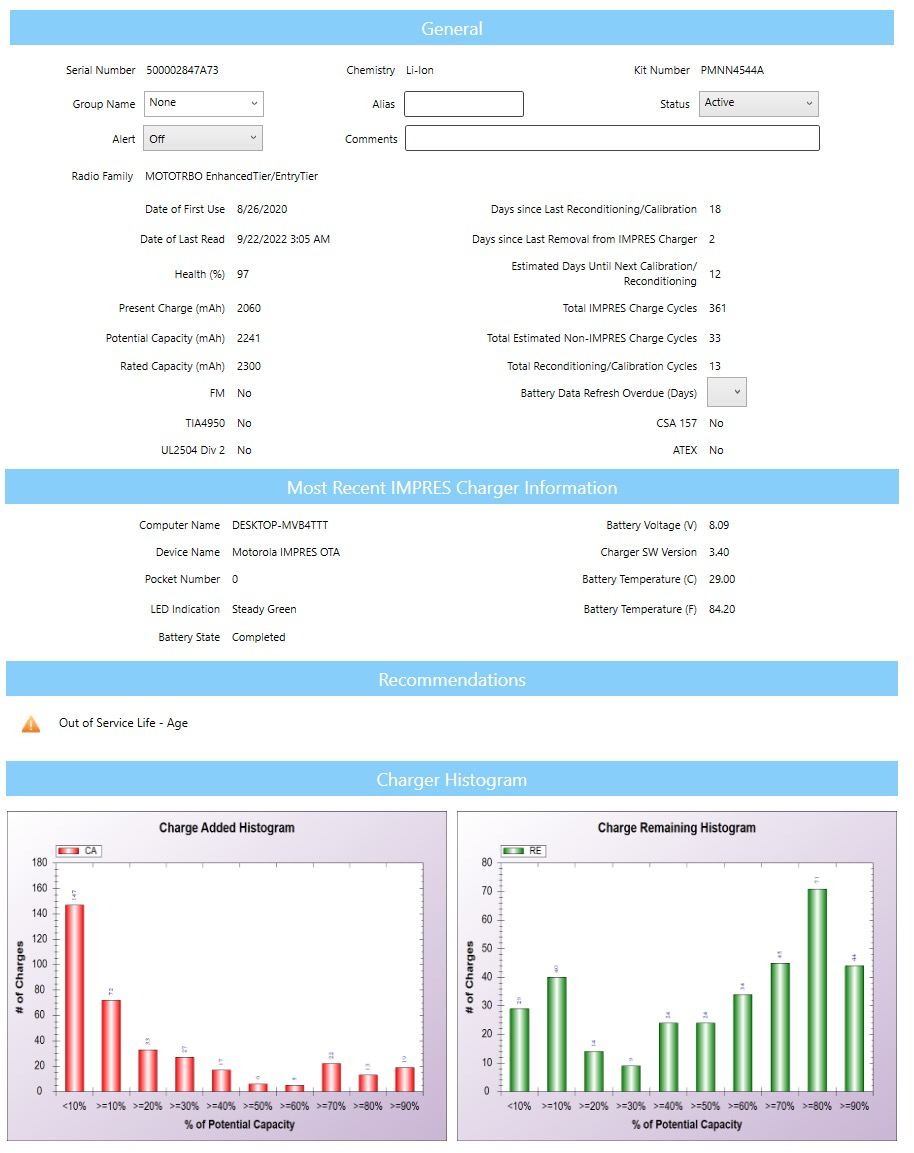 General
Serial Number 500002847A73 Chemistry Li-Ion Kit Number PMNN4544A
Group Name None Alias Status Active
Alert Off Comments
Radio Family MOTOTRBO EnhancedTier/EntryTier
Date of First Use 8/26/2020 Days since Last Reconditioning/Calibration 18
Date of Last Read 9/22/2022 3:05 AM Days since Last Removal from IMPRES Charger 2
Health (%) 97 Estimated Days Until Next Calibration/
Reconditioning 12
Present Charge (mAh) 2060 Total IMPRES Charge Cycles 361
Potential Capacity (mAh) 2241 Total Estimated Non-IMPRES Charge Cycles 33
Rated Capacity (mAh) 2300 Total Reconditioning/Calibration Cycles 13
FM No Battery Data Refresh Overdue (Days)
TIA4950 No CSA 157 No
UL2504 Div 2 No ATEX No
Most Recent IMPRES Charger Information
Computer Name DESKTOP-MVB4TTT Battery Voltage (V) 8.09
Device Name Motorola IMPRES OTA Charger SW Version 3.40
Pocket Number 0 Battery Temperature (C) 29.00
LED Indication Steady Green Battery Temperature (F) 84.20
Battery State Completed
Recommendations
Out of Service Life - Age
Charger Histogram
Charge Added Histogram
CA
# of Charges
180
160
140
120
100
80
60
40
20
0
147 72 33 27 17 6 5 22 13 19
<10% >=10% >=20% >=30% >=40% >=50% >=60% >=70% >=80% >=90%
% of Potential Capacity
Charge Remaining Histogram
RE
# of Charges
80
70
60
50
40
30
20
10
0
29 40 14 9 24 24 34 45 71 44
<10% >=10% >=20% >=30% >=40% >=50% >=60% >=70% >=80% >=90%
% of Potential Capacity